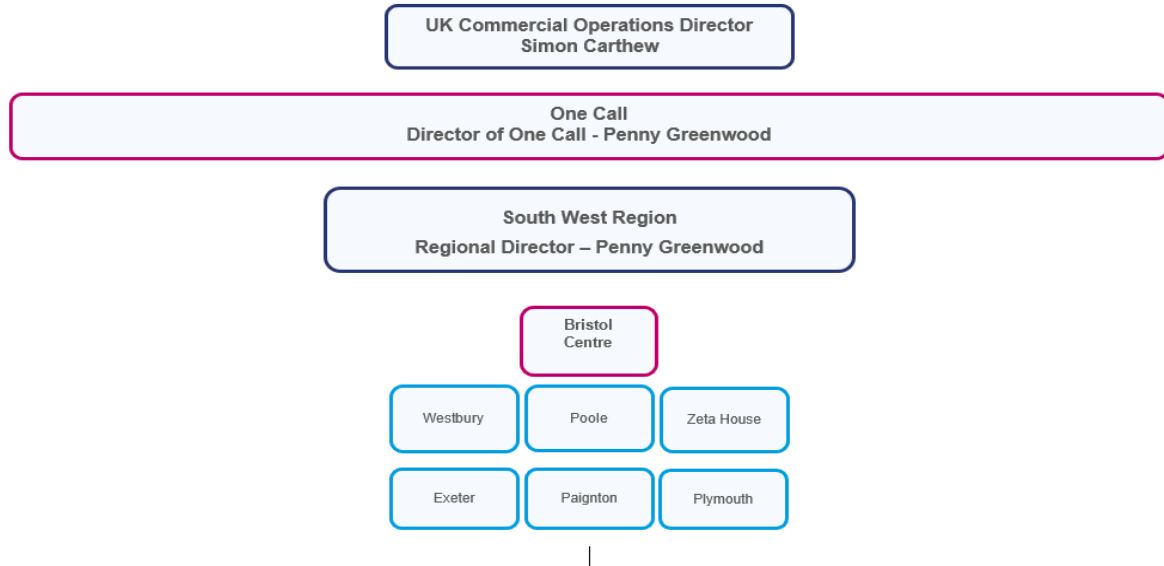 UK Commercial Operations Director
Simon Carthew
One Call
Director of One Call - Penny Greenwood
South West Region
Regional Director – Penny Greenwood
Bristol
Centre
Westbury
Poole
Zeta House
Exeter
Paignton
Plymouth